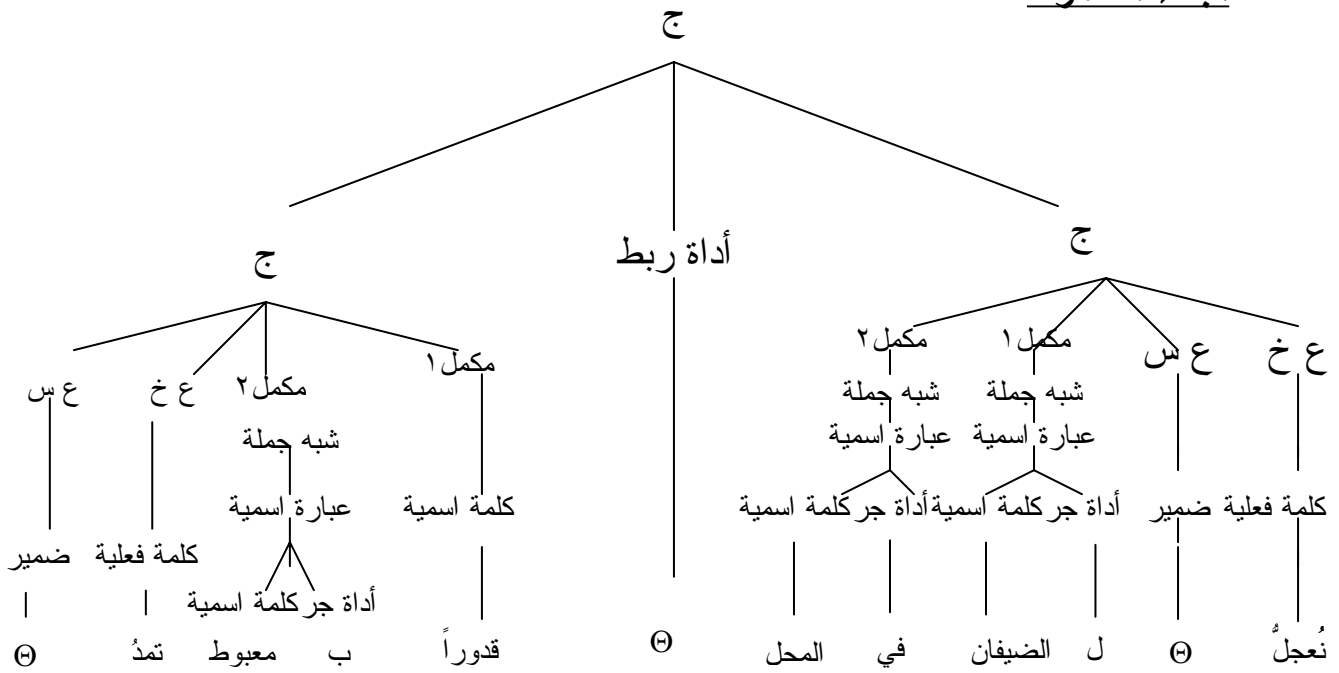 ج
ج
أداة ربط
ج
ع خ
ع س
مكمل١
مكمل٢
مكمل١
مكمل٢
ع خ
ع س
شبه جملة
شبه جملة
شبه جملة
عبارة اسمية
عبارة اسمية
عبارة اسمية
كلمة فعلية
ضمير
أداة جر
كلمة اسمية
أداة جر
كلمة اسمية
كلمة اسمية
كلمة فعلية
ضمير
أداة جر
كلمة اسمية
نُعجلُّ
Θ
ل
الضيفان
في
المحل
Θ
قدوراً
ب
معبوط
تمدُ
Θ